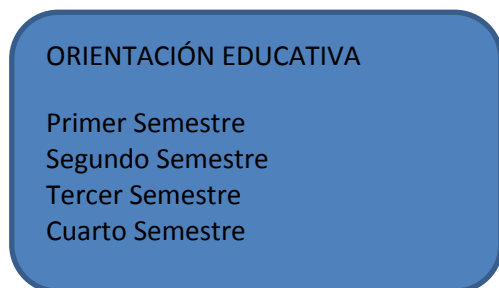 ORIENTACIÓN EDUCATIVA
Primer Semestre
Segundo Semestre
Tercer Semestre
Cuarto Semestre